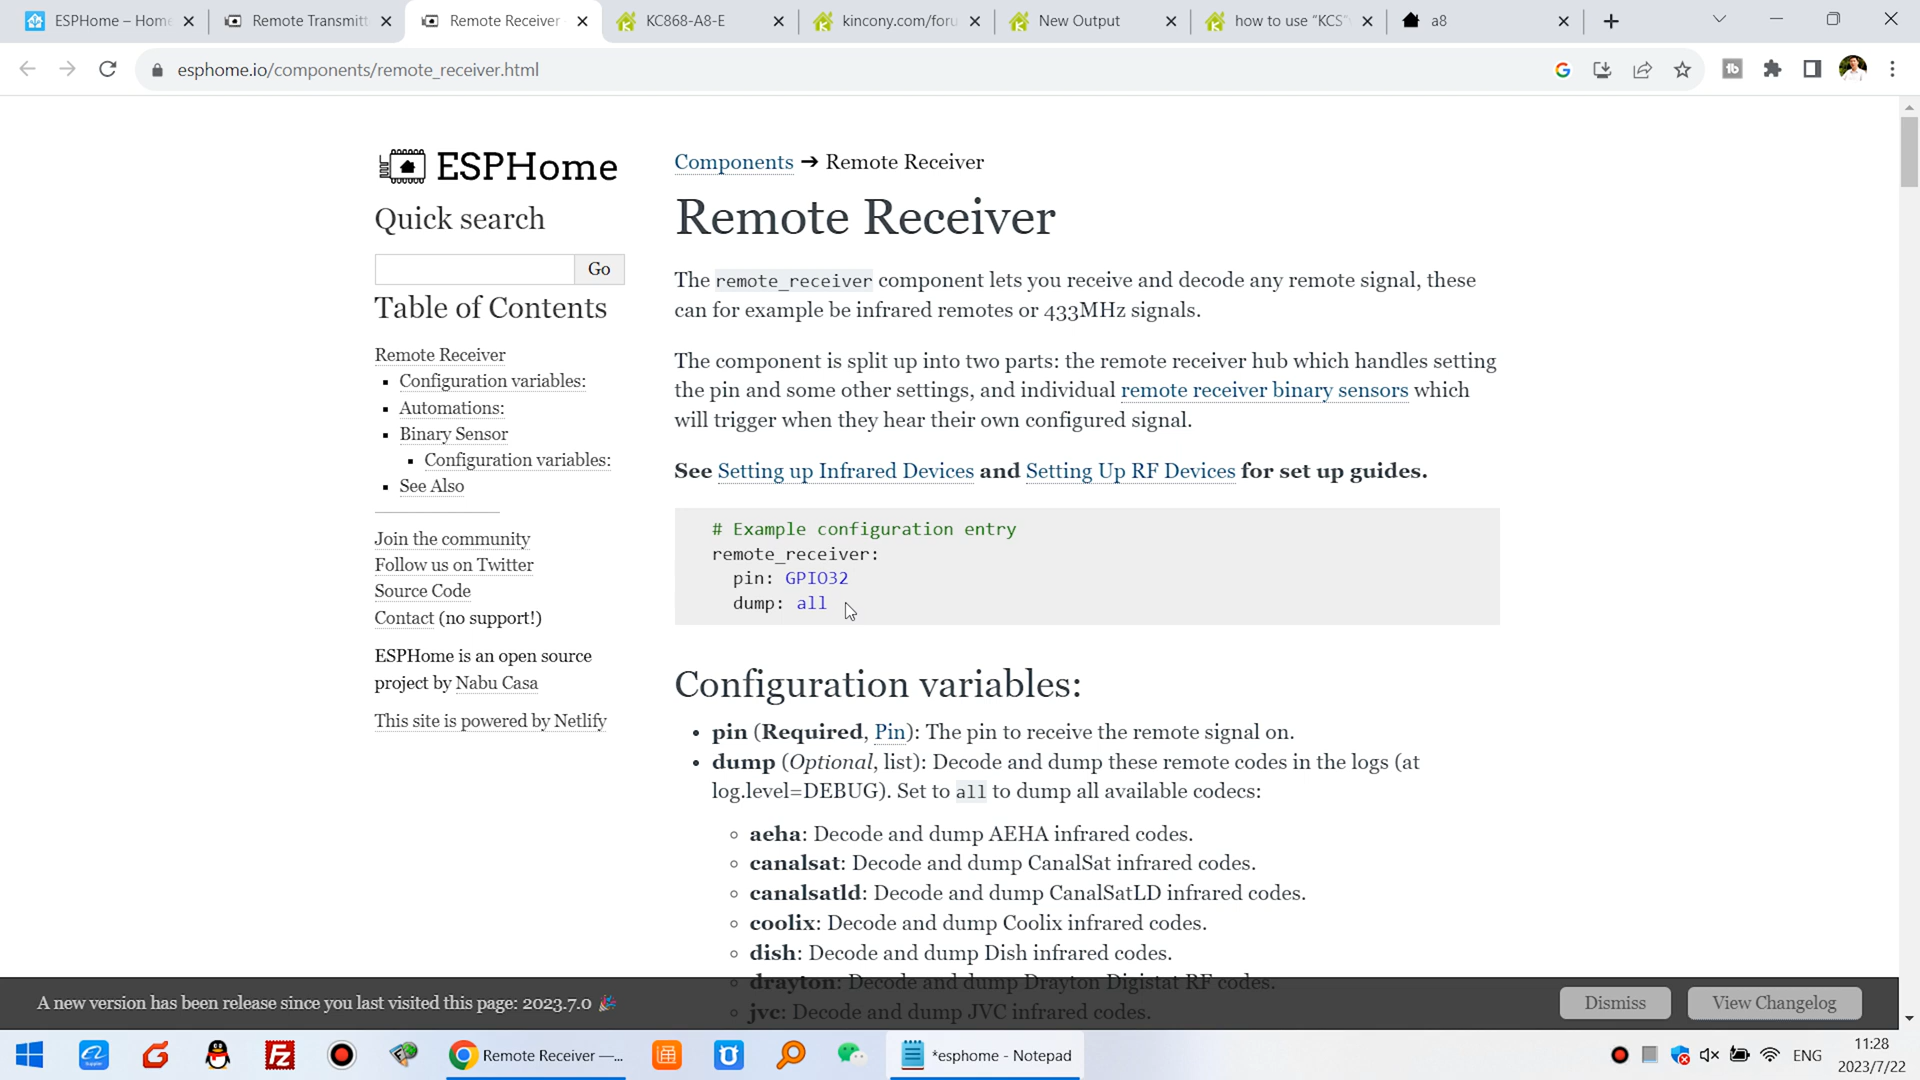 ESPHome – Hom
Remote Transmitt
Remote Receiver
KC868-A8-E
kincony.com/foru
New Output
how to use “KCS”
a8
esphome.io/components/remote_receiver.html
ESPHome
Quick search
Go
Table of Contents
Remote Receiver
Configuration variables:
Automations:
Binary Sensor
Configuration variables:
See Also
Join the community
Follow us on Twitter
Source Code
Contact (no support!)
ESPHome is an open source
project by Nabu Casa
This site is powered by Netlify
Components ➔ Remote Receiver
Remote Receiver
The remote_receiver component lets you receive and decode any remote signal, these
can for example be infrared remotes or 433MHz signals.
The component is split up into two parts: the remote receiver hub which handles setting
the pin and some other settings, and individual remote receiver binary sensors which
will trigger when they hear their own configured signal.
See Setting up Infrared Devices and Setting Up RF Devices for set up guides.
# Example configuration entry
remote_receiver:
pin: GPIO32
dump: all
Configuration variables:
pin (Required, Pin): The pin to receive the remote signal on.
dump (Optional, list): Decode and dump these remote codes in the logs (at
log.level=DEBUG). Set to all to dump all available codecs:
aeha: Decode and dump AEHA infrared codes.
canalsat: Decode and dump CanalSat infrared codes.
canalsatld: Decode and dump CanalSatLD infrared codes.
coolix: Decode and dump Coolix infrared codes.
dish: Decode and dump Dish infrared codes.
drayton: Decode and dump Drayton Digistat RF codes.
jvc: Decode and dump JVC infrared codes.
A new version has been release since you last visited this page: 2023.7.0 🎉
Dismiss
View Changelog
Remote Receiver —...
*esphome - Notepad
ENG
11:28
2023/7/22